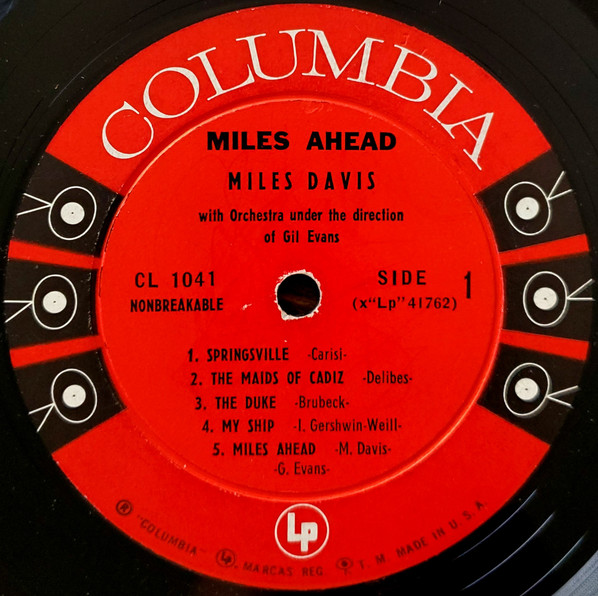 COLUMBIA
MILES AHEAD
MILES DAVIS
with Orchestra under the direction
of Gil Evans
CL 1041
NONBREAKABLE
SIDE 1
(x"Lp"41762)
1. SPRINGSVILLE -Carisi-
2. THE MAIDS OF CADIZ -Delibes-
3. THE DUKE -Brubeck-
4. MY SHIP -I. Gershwin-Weill-
5. MILES AHEAD -M. Davis-
-G. Evans-
Lp
® "COLUMBIA" Lp MARCAS REG. T. M. MADE IN U.S.A.